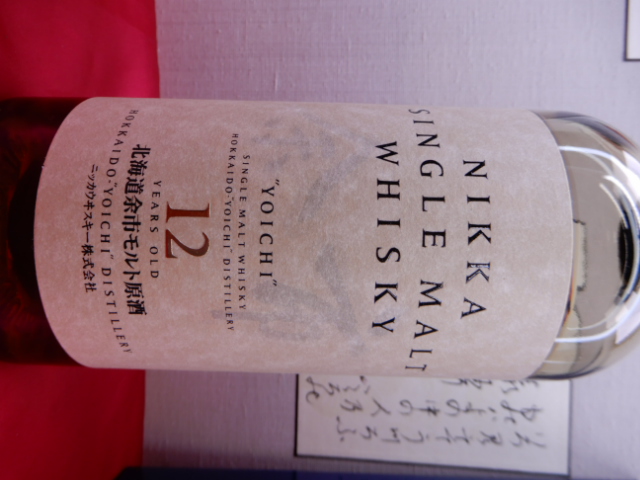 NIKKA
SINGLE MALT
WHISKY
"YOICHI"
SINGLE MALT WHISKY
HOKKAIDO "YOICHI" DISTILLERY
12
YEARS OLD
北海道余市モルト原酒
HOKKAIDO "YOICHI" DISTILLERY
ニッカウヰスキー株式会社